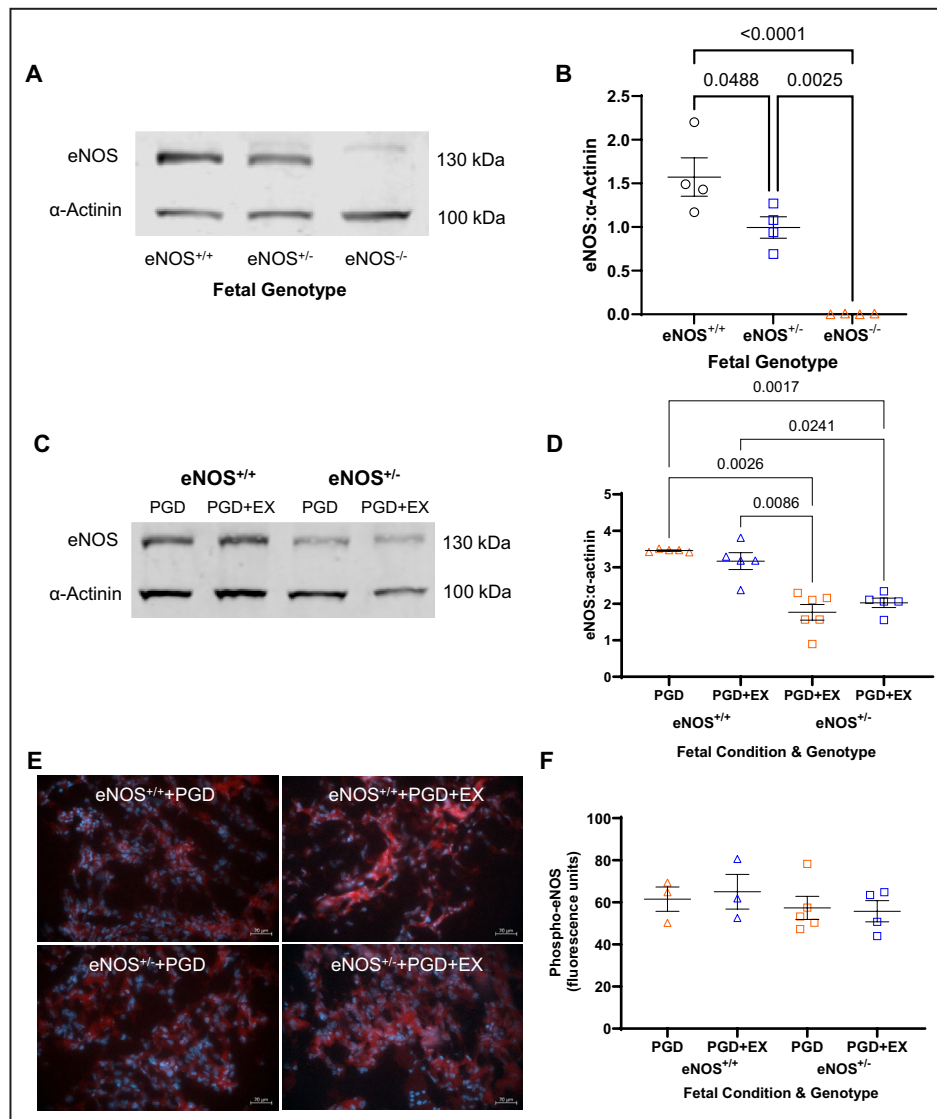 A
eNOS
130 kDa
α-Actinin
100 kDa
eNOS+/+ eNOS+/- eNOS-/-
Fetal Genotype
B
<0.0001
0.0488 0.0025
eNOS:α-Actinin
2.5
2.0
1.5
1.0
0.5
0.0
eNOS+/+ eNOS+/- eNOS-/-
Fetal Genotype
C
eNOS+/+ eNOS+/-
PGD PGD+EX PGD PGD+EX
eNOS
130 kDa
α-Actinin
100 kDa
D
0.0017
0.0241
0.0026
0.0086
eNOS:α-actinin
5
4
3
2
1
0
PGD PGD+EX PGD+EX PGD+EX
eNOS+/+ eNOS+/-
Fetal Condition & Genotype
E
eNOS+/++PGD
eNOS+/++PGD+EX
eNOS+/-+PGD
eNOS+/-+PGD+EX
F
Phospho-eNOS
(fluorescence units)
100
80
60
40
20
0
PGD PGD+EX PGD PGD+EX
eNOS+/+ eNOS+/-
Fetal Condition & Genotype